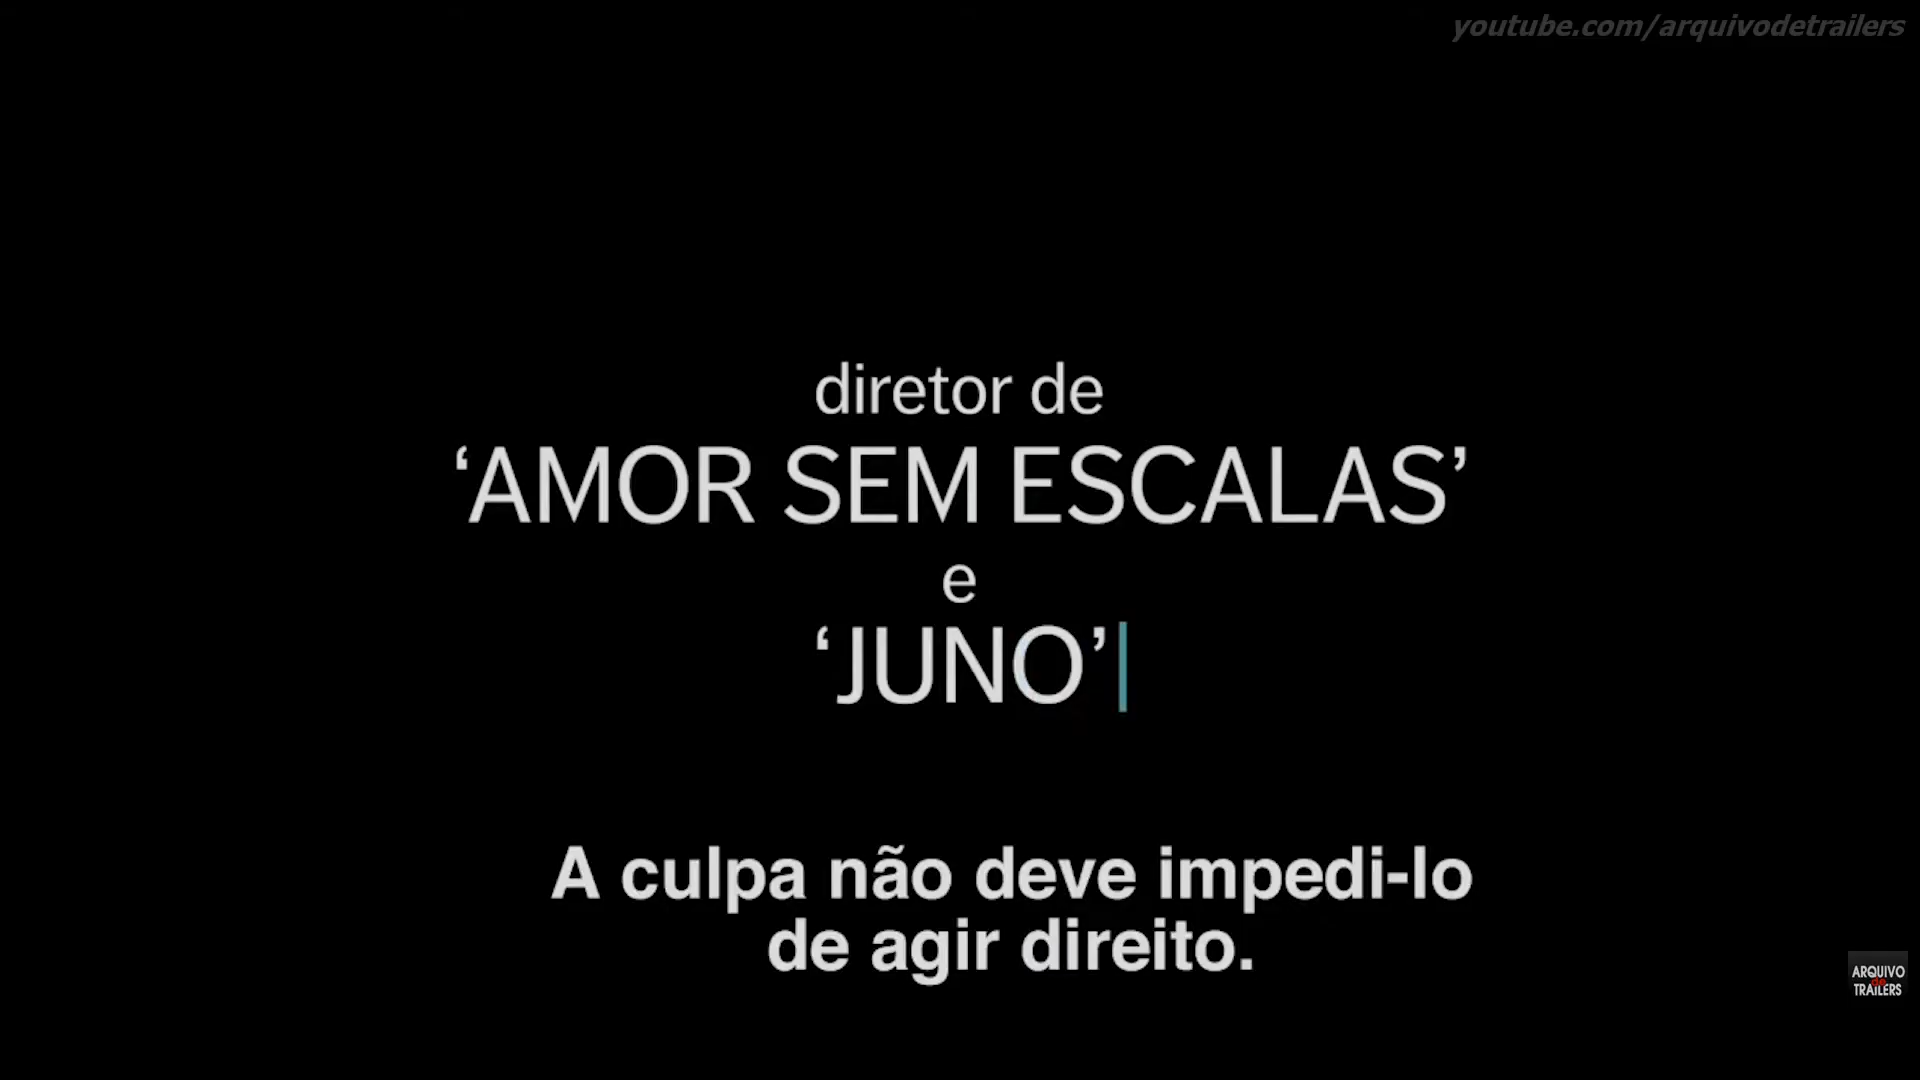 youtube.com/arquivodetrailers
diretor de
‘AMOR SEM ESCALAS’
e
‘JUNO’
A culpa não deve impedi-lo
de agir direito.
ARQUIVO
de
TRAILERS